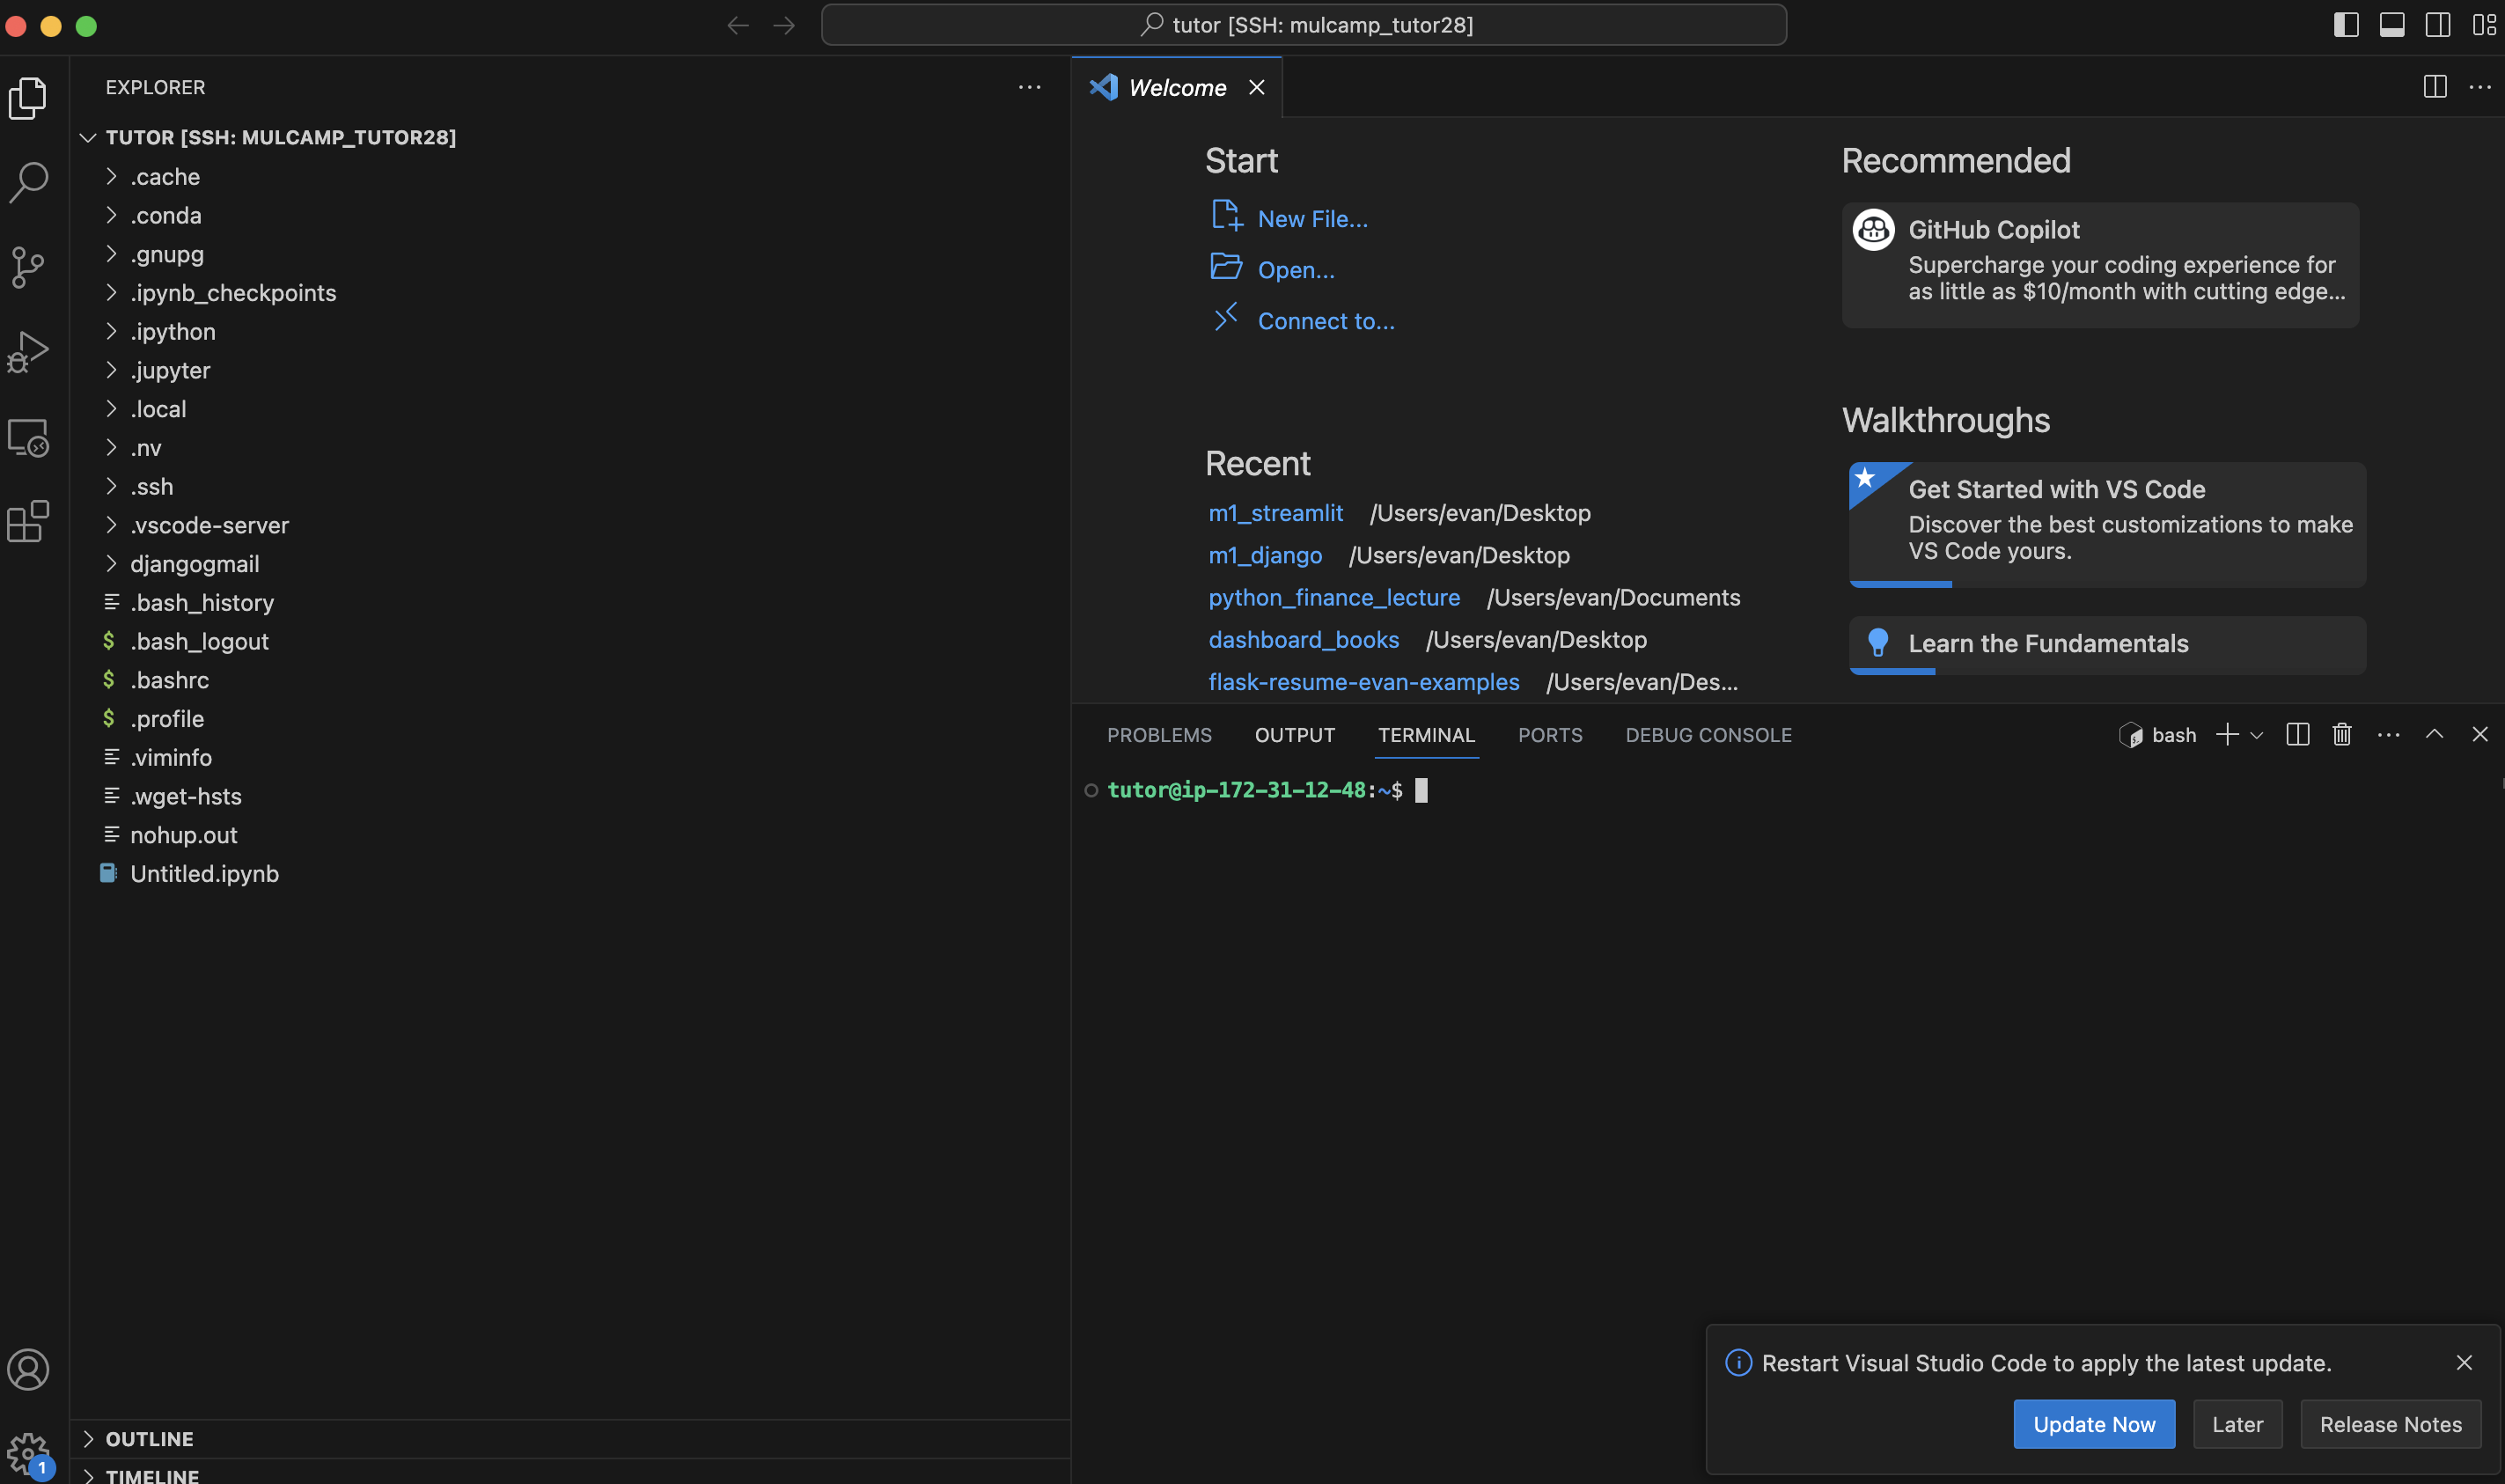 tutor [SSH: mulcamp_tutor28]
EXPLORER
TUTOR [SSH: MULCAMP_TUTOR28]
.cache
.conda
.gnupg
.ipynb_checkpoints
.ipython
.jupyter
.local
.nv
.ssh
.vscode-server
djangogmail
.bash_history
$ .bash_logout
$ .bashrc
$ .profile
.viminfo
.wget-hsts
nohup.out
Untitled.ipynb
OUTLINE
TIMELINE
1
Welcome
Start
New File...
Open...
Connect to...
Recent
m1_streamlit /Users/evan/Desktop
m1_django /Users/evan/Desktop
python_finance_lecture /Users/evan/Documents
dashboard_books /Users/evan/Desktop
flask-resume-evan-examples /Users/evan/Des...
Recommended
GitHub Copilot
Supercharge your coding experience for
as little as $10/month with cutting edge...
Walkthroughs
Get Started with VS Code
Discover the best customizations to make
VS Code yours.
Learn the Fundamentals
PROBLEMS OUTPUT TERMINAL PORTS DEBUG CONSOLE
bash
tutor@ip-172-31-12-48:~$
Restart Visual Studio Code to apply the latest update.
Update Now Later Release Notes